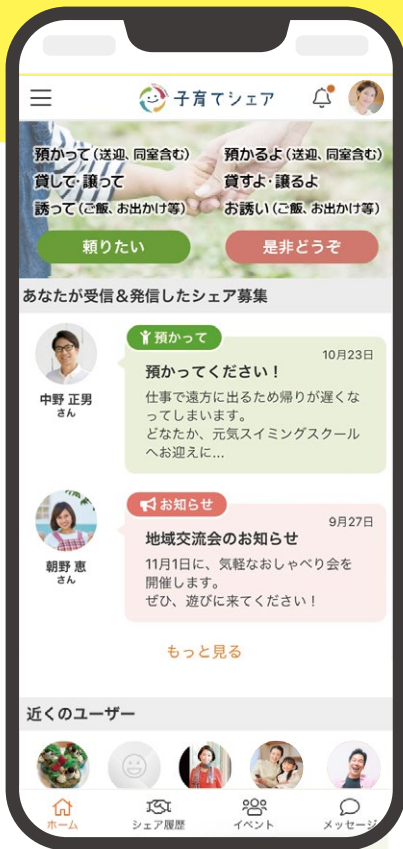 子育てシェア
預かって(送迎、同室含む)
貸して・譲って
誘って(ご飯、お出かけ等)
頼りたい
預かるよ(送迎、同室含む)
貸すよ・譲るよ
お誘い(ご飯、お出かけ等)
是非どうぞ
あなたが受信&発信したシェア募集
中野 正男
さん
預かって
10月23日
預かってください！
仕事で遠方に出るため帰りが遅くな
ってしまいます。
どなたか、元気スイミングスクール
へお迎えに...
朝野 恵
さん
お知らせ
9月27日
地域交流会のお知らせ
11月1日に、気軽なおしゃべり会を
開催します。
ぜひ、遊びに来てください！
もっと見る
近くのユーザー
ホーム
シェア履歴
イベント
メッセージ